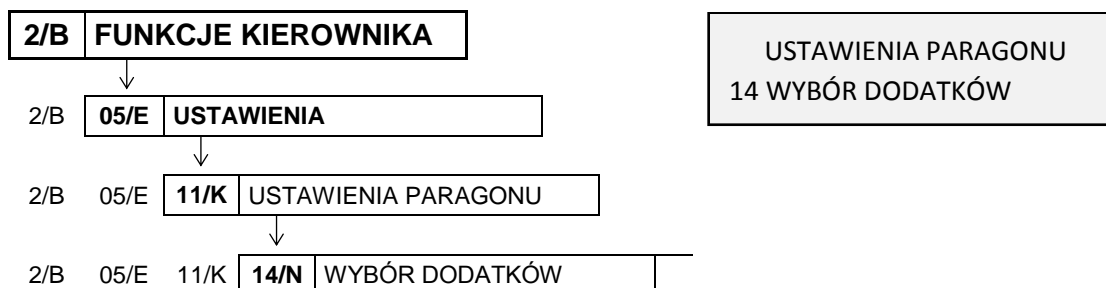 2/B FUNKCJE KIEROWNIKA
USTAWIENIA PARAGONU
14 WYBÓR DODATKÓW
2/B 05/E USTAWIENIA
2/B 05/E 11/K USTAWIENIA PARAGONU
2/B 05/E 11/K 14/N WYBÓR DODATKÓW